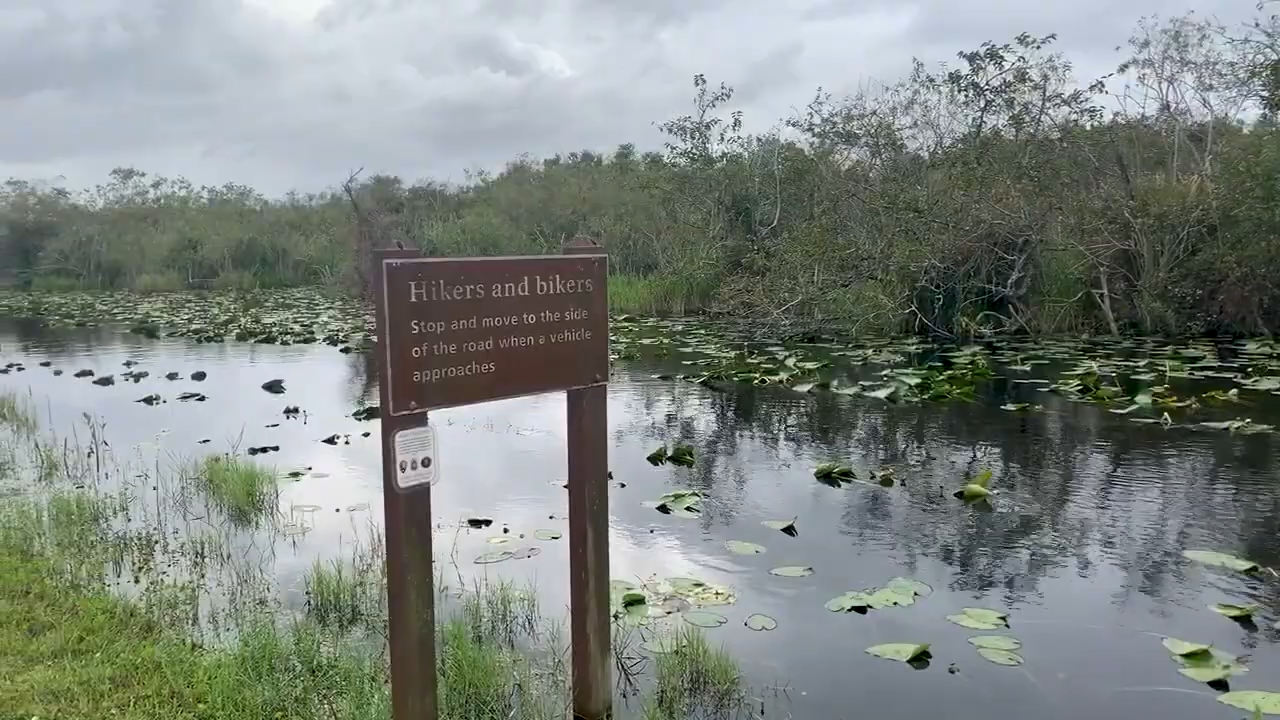 Hikers and bikers
Stop and move to the side
of the road when a vehicle
approaches